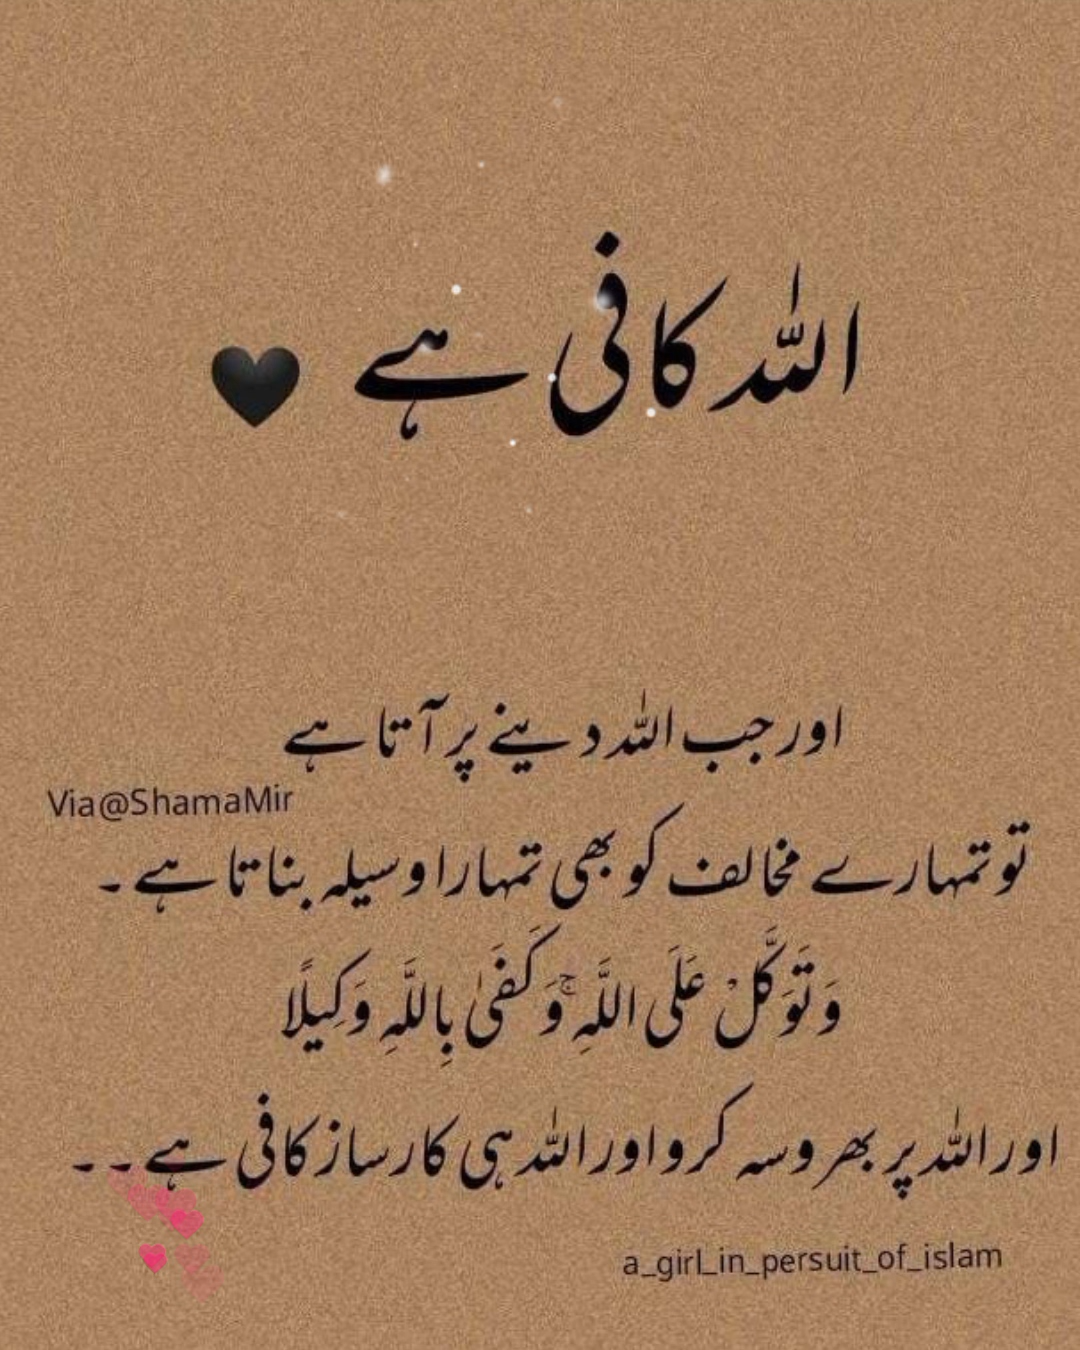 اللہ کافی ہے 🖤
اور جب اللہ دینے پر آتا ہے
Via@ShamaMir
تو تمہارے مخالف کو بھی تمہارا وسیلہ بناتا ہے ۔
وَتَوَكَّلْ عَلَى اللَّهِ ۚ وَكَفَىٰ بِاللَّهِ وَكِيلًا
اور اللہ پر بھروسہ کرو اور اللہ ہی کارساز کافی ہے ۔ ۔
a_girl_in_persuit_of_islam